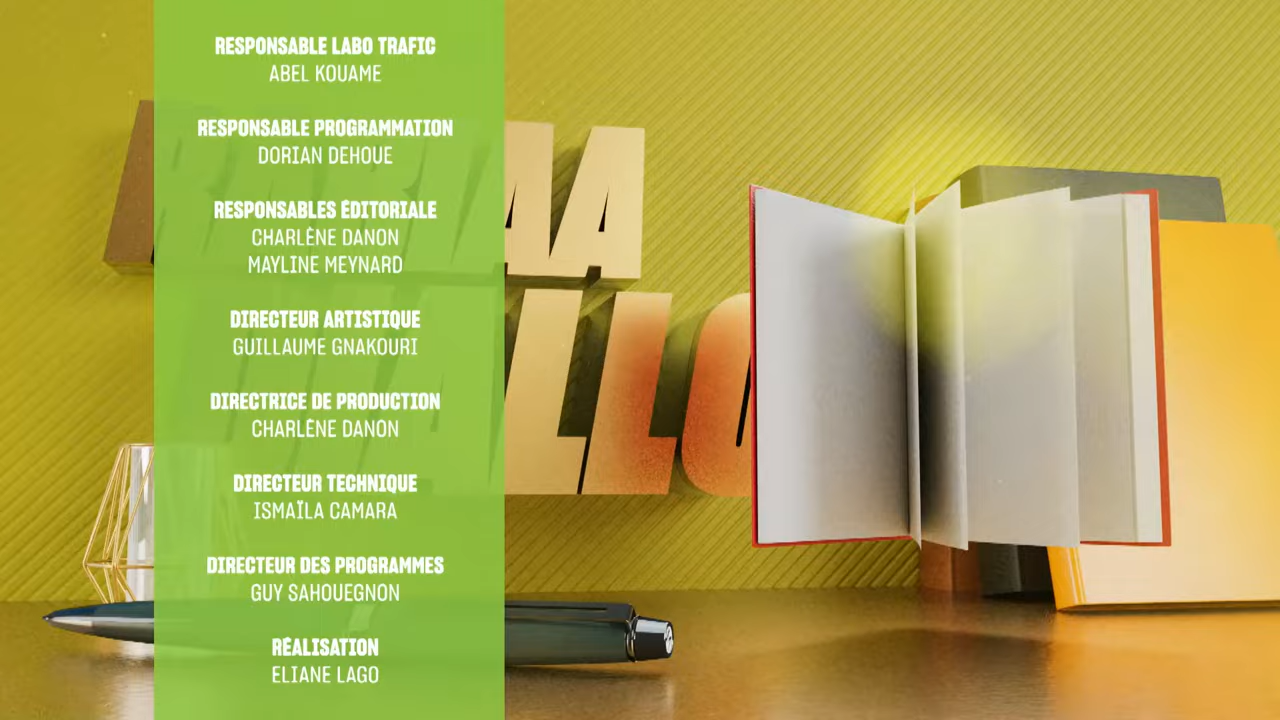 RESPONSABLE LABO TRAFIC
ABEL KOUAME
RESPONSABLE PROGRAMMATION
DORIAN DEHOUE
RESPONSABLES ÉDITORIALE
CHARLÈNE DANON
MAYLINE MEYNARD
DIRECTEUR ARTISTIQUE
GUILLAUME GNAKOURI
DIRECTRICE DE PRODUCTION
CHARLÈNE DANON
DIRECTEUR TECHNIQUE
ISMAÏLA CAMARA
DIRECTEUR DES PROGRAMMES
GUY SAHOUEGNON
RÉALISATION
ELIANE LAGO